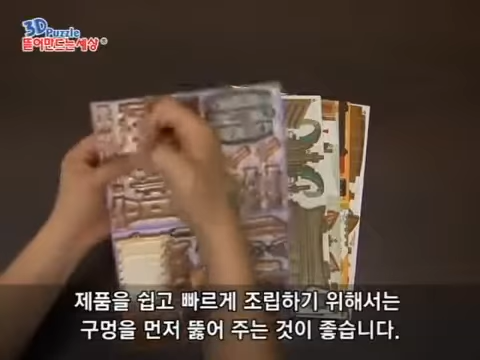 3D Puzzle
뜯어만드는세상®
제품을 쉽고 빠르게 조립하기 위해서는
구멍을 먼저 뚫어 주는 것이 좋습니다.